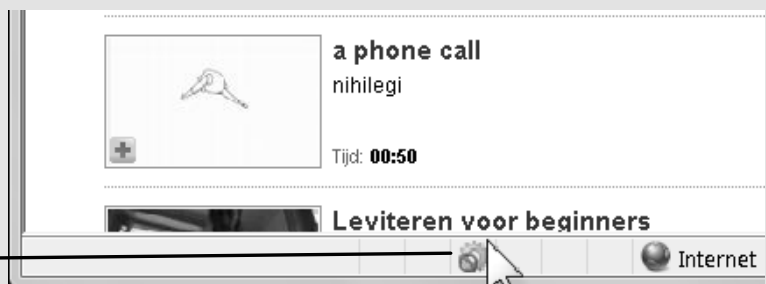 a phone call
nihilegi
Tijd: 00:50
Leviteren voor beginners
Internet